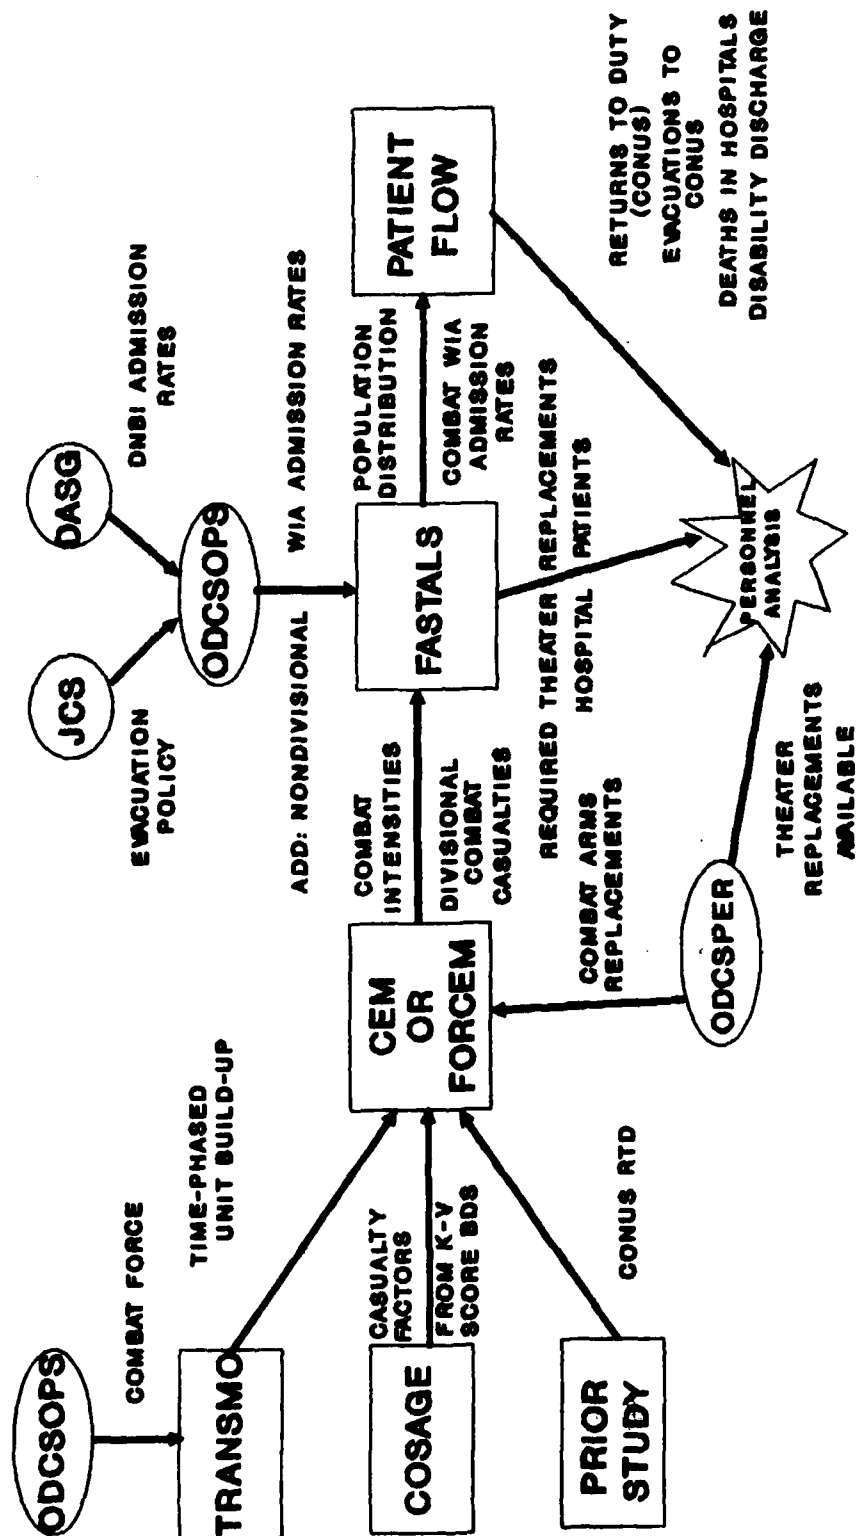 ODCSOPS
COMBAT FORCE
TRANSMO
TIME-PHASED
UNIT BUILD-UP
COSAGE
CASUALTY
FACTORS
FROM K-V
SCORE BDS
PRIOR
STUDY
CONUS RTD
CEM
OR
FORCEM
COMBAT
INTENSITIES
DIVISIONAL
COMBAT
CASUALTIES
COMBAT ARMS
REPLACEMENTS
ODCSPER
THEATER
REPLACEMENTS
AVAILABLE
JCS
EVACUATION
POLICY
DASG
DNBI ADMISSION
RATES
ODCSOPS
ADD: NONDIVISIONAL WIA ADMISSION RATES
FASTALS
REQUIRED THEATER REPLACEMENTS
HOSPITAL PATIENTS
POPULATION
DISTRIBUTION
COMBAT WIA
ADMISSION
RATES
PATIENT
FLOW
RETURNS TO DUTY
(CONUS)
EVACUATIONS TO
CONUS
DEATHS IN HOSPITALS
DISABILITY DISCHARGE
PERSONNEL
ANALYSIS